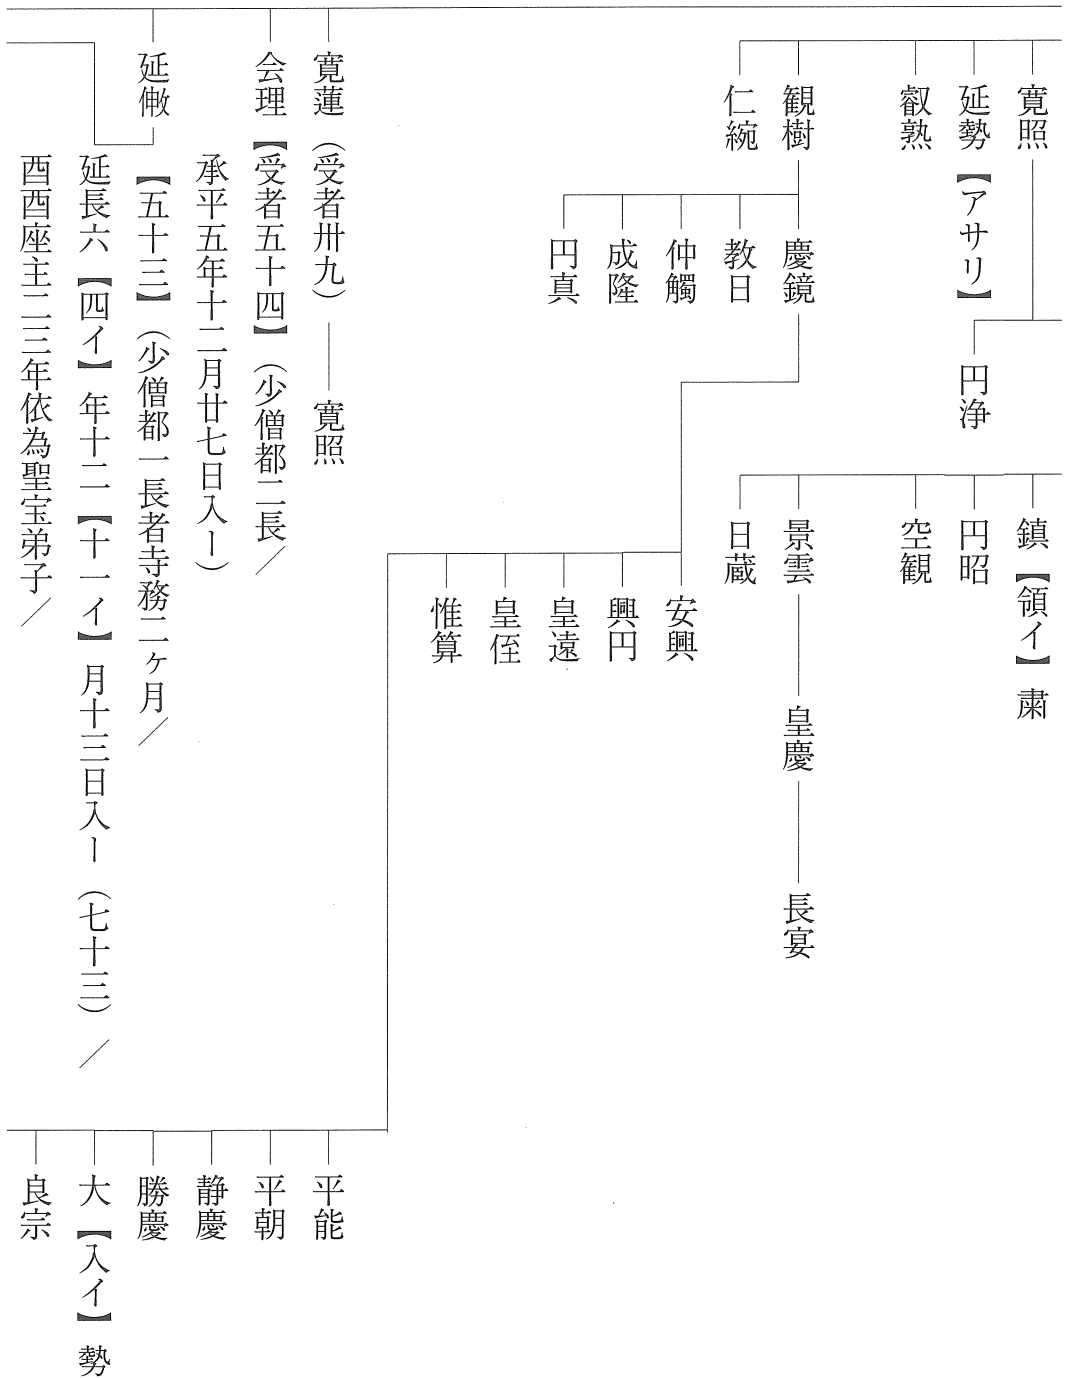 寛照
延勢【アサリ】
叡熟
観樹
仁綩
円浄
慶鏡
教日
仲觸
成隆
円真
鎮【領イ】粛
円昭
空観
景雲
皇慶
長宴
日蔵
安興
興円
皇遠
皇侄
惟算
寛蓮（受者卅九）
寛照
会理【受者五十四】（少僧都二長／
承平五年十二月廿七日入ー）
延𢕟
【五十三】（少僧都一長者寺務二ヶ月／
延長六【四イ】年十二【十一イ】月十三日入ー（七十三）／
酉酉座主二三年依為聖宝弟子／
平能
平朝
静慶
勝慶
大【入イ】勢
良宗